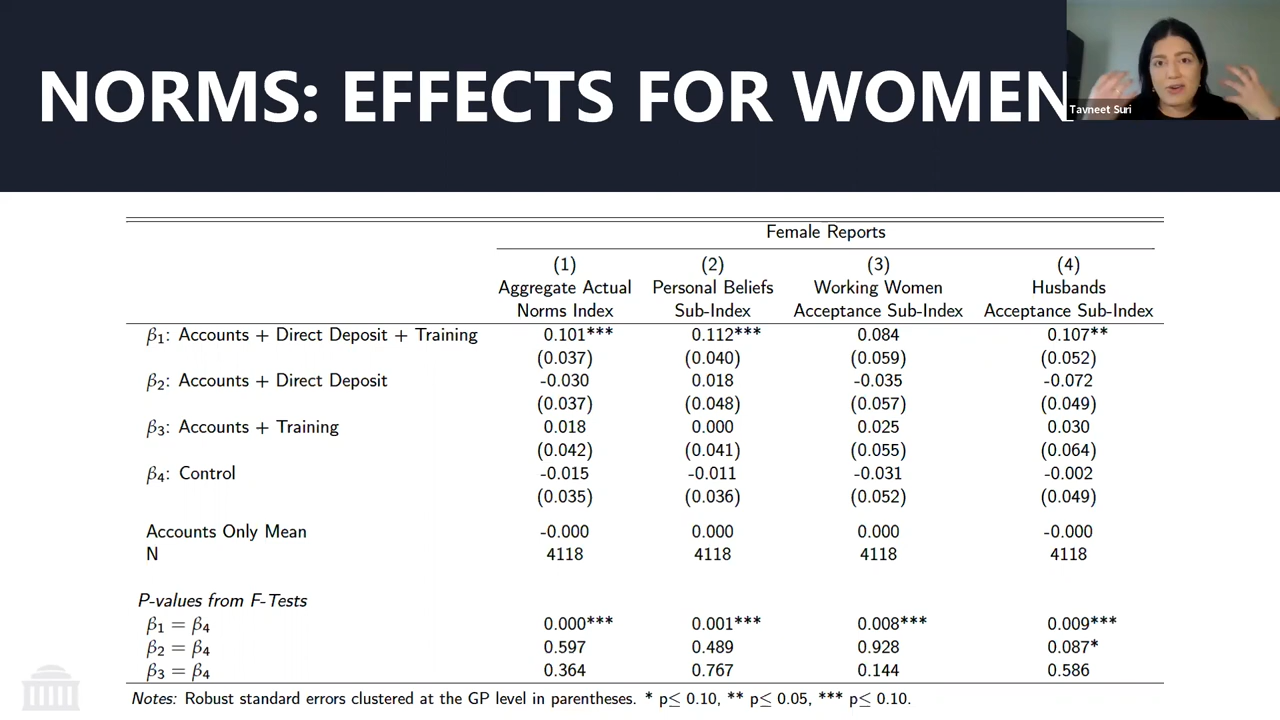 NORMS: EFFECTS FOR WOMEN
Tavneet Suri
Female Reports
(1) (2) (3) (4)
Aggregate Actual Personal Beliefs Working Women Husbands
Norms Index Sub-Index Acceptance Sub-Index Acceptance Sub-Index
β₁: Accounts + Direct Deposit + Training 0.101*** 0.112*** 0.084 0.107**
(0.037) (0.040) (0.059) (0.052)
β₂: Accounts + Direct Deposit -0.030 0.018 -0.035 -0.072
(0.037) (0.048) (0.057) (0.049)
β₃: Accounts + Training 0.018 0.000 0.025 0.030
(0.042) (0.041) (0.055) (0.064)
β₄: Control -0.015 -0.011 -0.031 -0.002
(0.035) (0.036) (0.052) (0.049)
Accounts Only Mean -0.000 0.000 0.000 -0.000
N 4118 4118 4118 4118
P-values from F-Tests
β₁ = β₄ 0.000*** 0.001*** 0.008*** 0.009***
β₂ = β₄ 0.597 0.489 0.928 0.087*
β₃ = β₄ 0.364 0.767 0.144 0.586
Notes: Robust standard errors clustered at the GP level in parentheses. * p≤ 0.10, ** p≤ 0.05, *** p≤ 0.10.